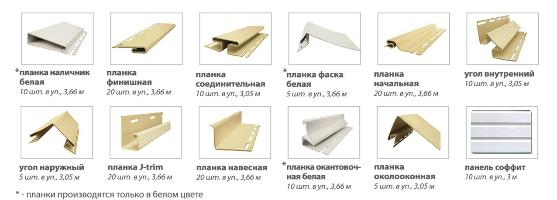 *планка наличник
белая
10 шт. в уп., 3,66 м
планка
финишная
20 шт. в уп., 3,66 м
планка
соединительная
10 шт. в уп., 3,05 м
*планка фаска
белая
5 шт. в уп., 3,66 м
планка
начальная
20 шт. в уп., 3,66 м
угол внутренний
10 шт. в уп., 3,05 м
угол наружный
5 шт. в уп., 3,05 м
планка J-trim
20 шт. в уп., 3,66 м
планка навесная
20 шт. в уп., 3,66 м
*планка окантовоч-
ная белая
10 шт. в уп., 3,66 м
планка
околооконная
5 шт. в уп., 3,05 м
панель соффит
10 шт. в уп., 3 м
* - планки производятся только в белом цвете